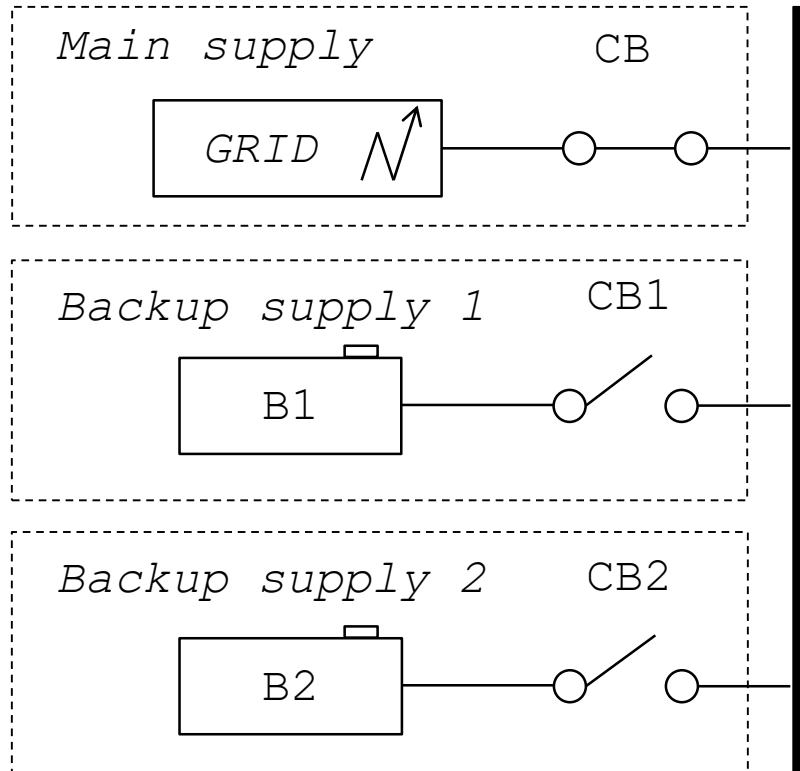 Main supply CB
GRID
Backup supply 1 CB1
B1
Backup supply 2 CB2
B2